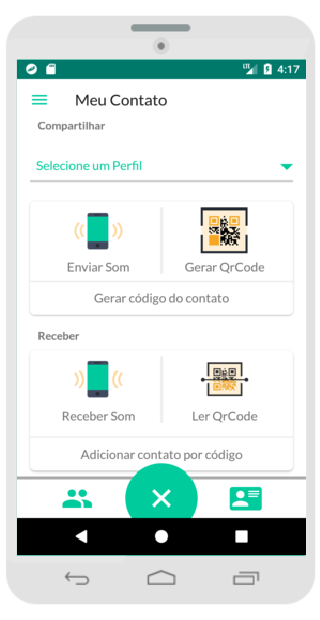 LTE 4:17
Meu Contato
Compartilhar
Selecione um Perfil
Enviar Som
Gerar QrCode
Gerar código do contato
Receber
Receber Som
Ler QrCode
Adicionar contato por código